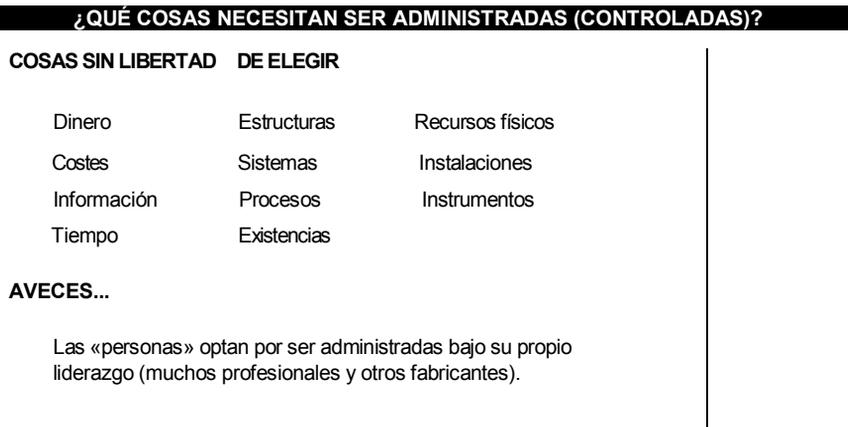 ¿QUÉ COSAS NECESITAN SER ADMINISTRADAS (CONTROLADAS)?
COSAS SIN LIBERTAD DE ELEGIR
Dinero Estructuras Recursos físicos
Costes Sistemas Instalaciones
Información Procesos Instrumentos
Tiempo Existencias
AVECES...
Las «personas» optan por ser administradas bajo su propio
liderazgo (muchos profesionales y otros fabricantes).